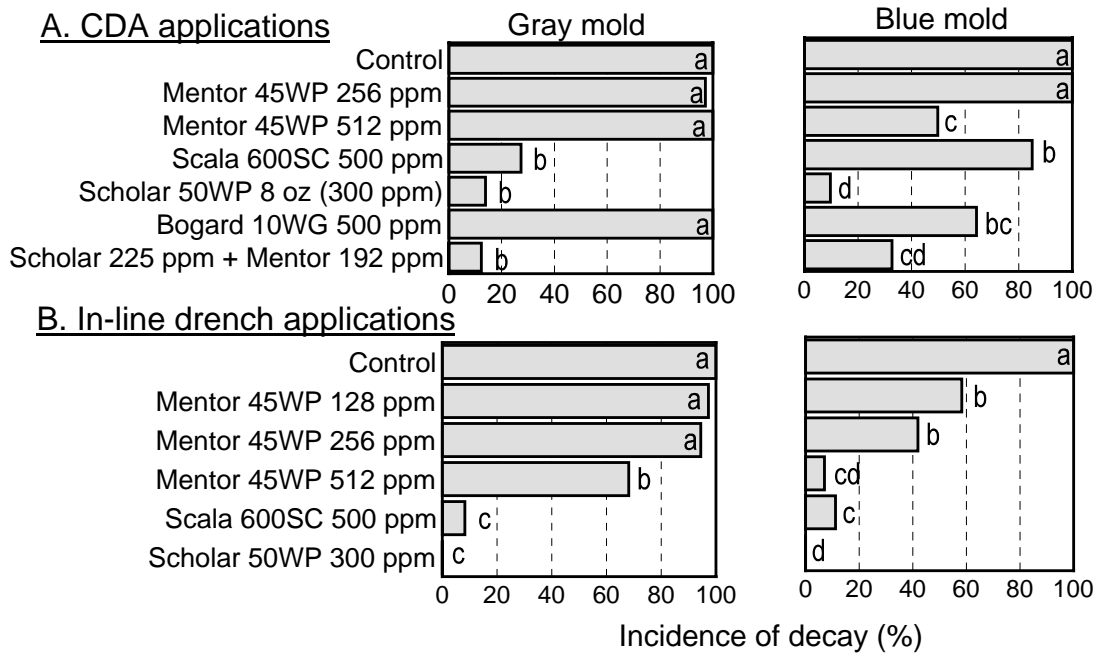 A. CDA applications
Gray mold
Blue mold
Control a a
Mentor 45WP 256 ppm a a
Mentor 45WP 512 ppm a c
Scala 600SC 500 ppm b b
Scholar 50WP 8 oz (300 ppm) b d
Bogard 10WG 500 ppm a bc
Scholar 225 ppm + Mentor 192 ppm b cd
0 20 40 60 80 100 0 20 40 60 80 100
B. In-line drench applications
Control a a
Mentor 45WP 128 ppm a b
Mentor 45WP 256 ppm a b
Mentor 45WP 512 ppm b cd
Scala 600SC 500 ppm c c
Scholar 50WP 300 ppm c d
0 20 40 60 80 100 0 20 40 60 80 100
Incidence of decay (%)